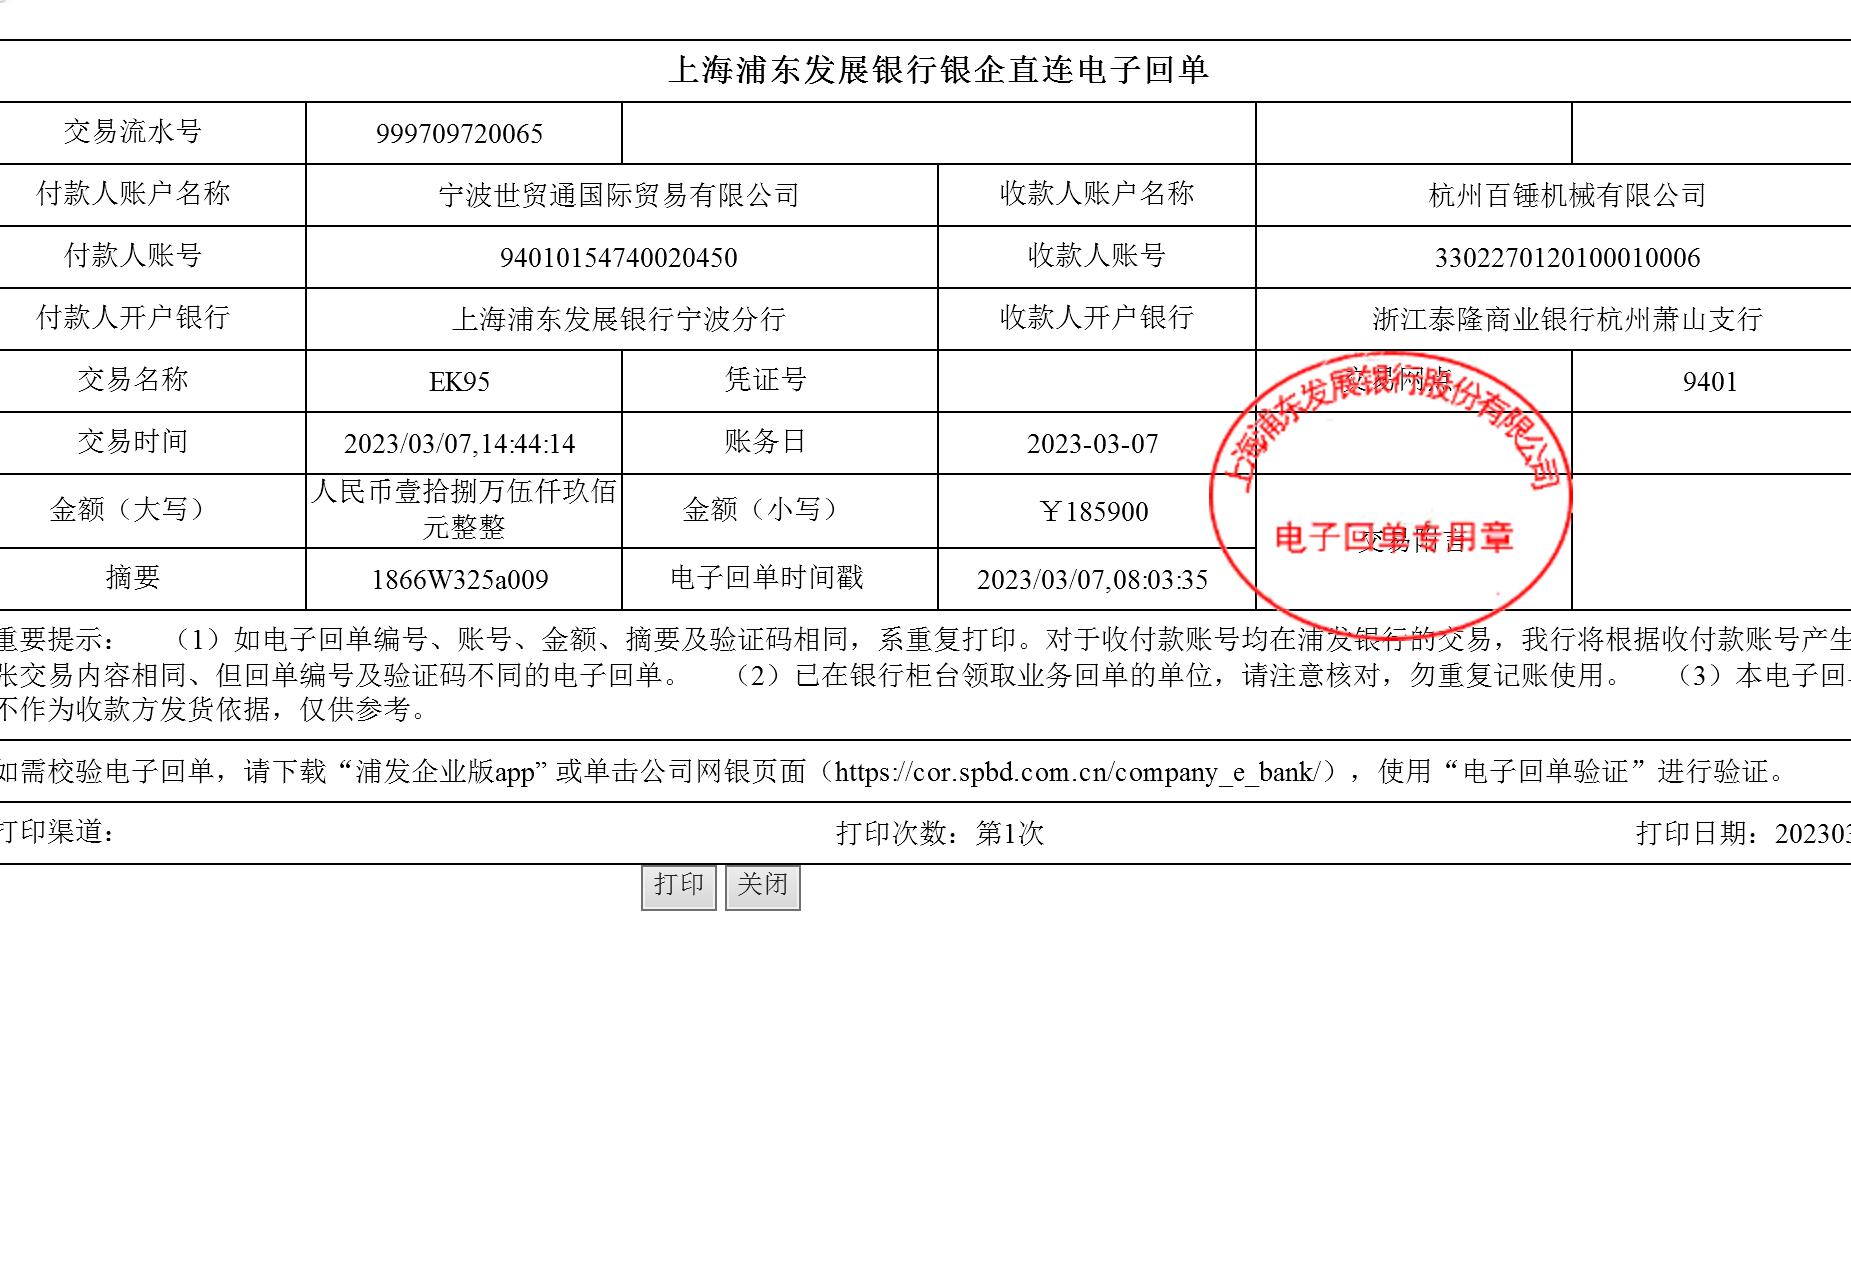 上海浦东发展银行银企直连电子回单
交易流水号 999709720065
付款人账户名称 宁波世贸通国际贸易有限公司 收款人账户名称 杭州百锤机械有限公司
付款人账号 94010154740020450 收款人账号 3302270120100010006
付款人开户银行 上海浦东发展银行宁波分行 收款人开户银行 浙江泰隆商业银行杭州萧山支行
交易名称 EK95 凭证号 交易网点 9401
交易时间 2023/03/07,14:44:14 账务日 2023-03-07
金额（大写） 人民币壹拾捌万伍仟玖佰
元整整 金额（小写） ￥185900
交易附言
摘要 1866W325a009 电子回单时间戳 2023/03/07,08:03:35
上海浦东发展银行股份有限公司
电子回单专用章
重要提示： （1）如电子回单编号、账号、金额、摘要及验证码相同，系重复打印。对于收付款账号均在浦发银行的交易，我行将根据收付款账号产生
账交易内容相同、但回单编号及验证码不同的电子回单。 （2）已在银行柜台领取业务回单的单位，请注意核对，勿重复记账使用。 （3）本电子回单
不作为收款方发货依据，仅供参考。
如需校验电子回单，请下载“浦发企业版app” 或单击公司网银页面（https://cor.spbd.com.cn/company_e_bank/），使用“电子回单验证”进行验证。
打印渠道： 打印次数：第1次 打印日期：202303
打印 关闭